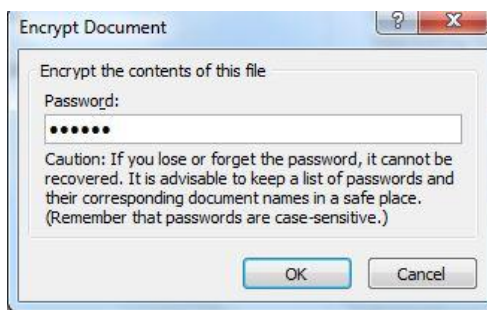 Encrypt Document
Encrypt the contents of this file
Password:
••••••
Caution: If you lose or forget the password, it cannot be
recovered. It is advisable to keep a list of passwords and
their corresponding document names in a safe place.
(Remember that passwords are case-sensitive.)
OK Cancel